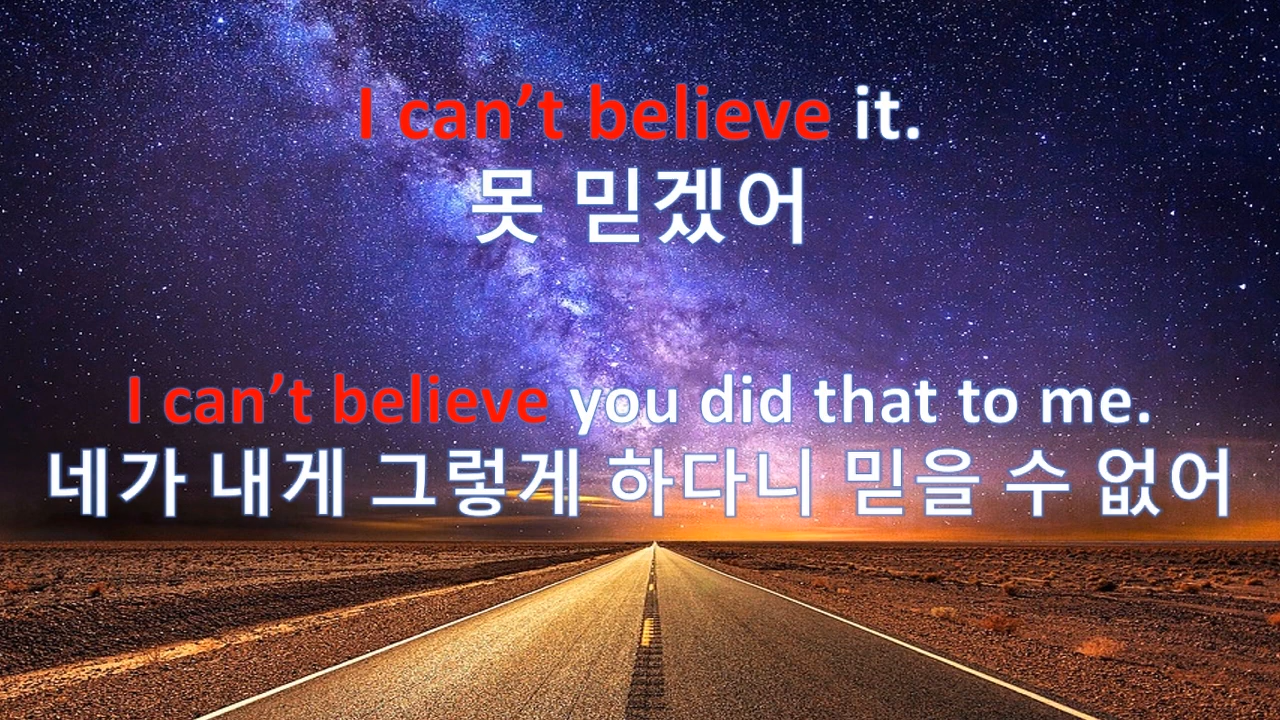 I can’t believe it.
못 믿겠어
I can’t believe you did that to me.
네가 내게 그렇게 하다니 믿을 수 없어